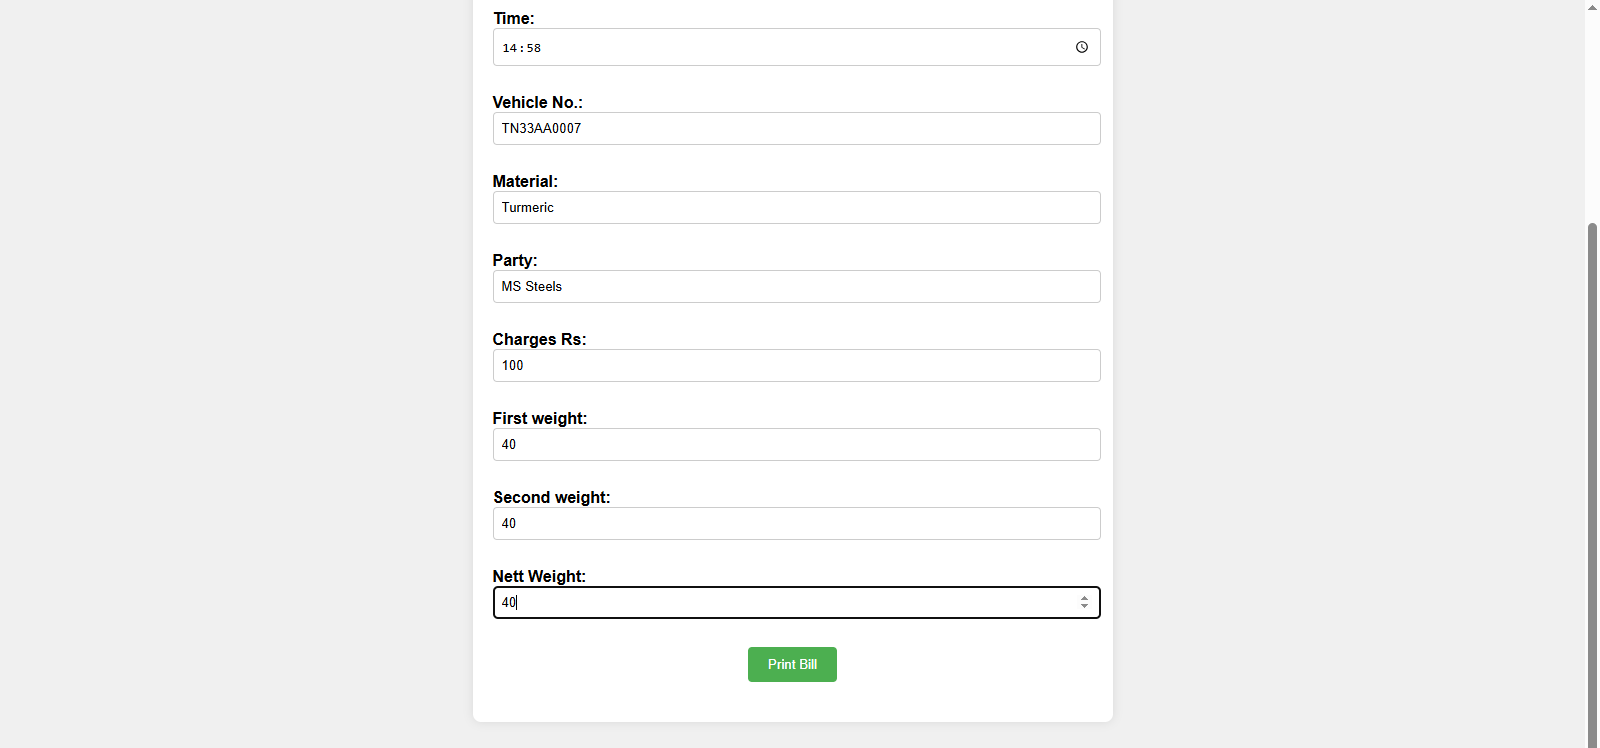 Time:
14:58
Vehicle No.:
TN33AA0007
Material:
Turmeric
Party:
MS Steels
Charges Rs:
100
First weight:
40
Second weight:
40
Nett Weight:
40
Print Bill